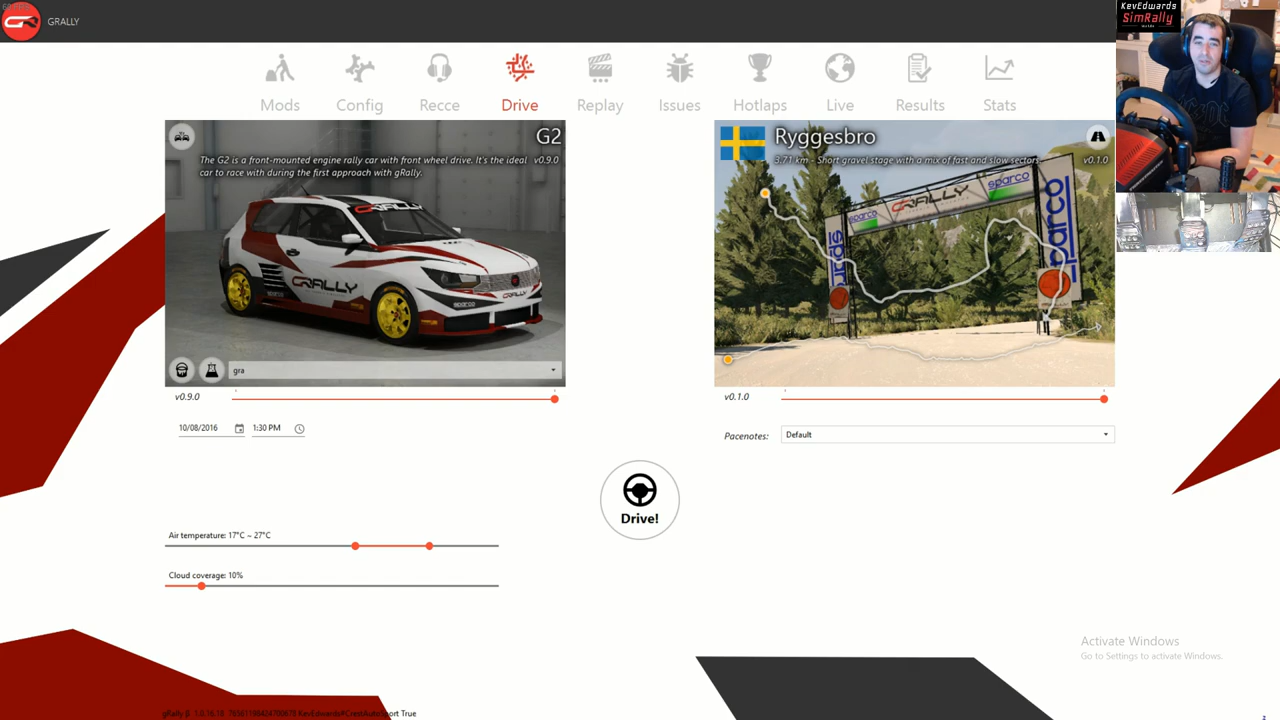 GRALLY
KevEdwards
SimRally
Mods
Config
Recce
Drive
Replay
Issues
Hotlaps
Live
Results
Stats
G2
The G2 is a front-mounted engine rally car with front wheel drive. It's the ideal
v0.9.0
car to race with during the first approach with gRally.
GRALLY
GRALLY
GRALLY
sparco
gra
Ryggesbro
3.71 km - Short gravel stage with a mix of fast and slow sectors.
v0.1.0
sparco
GRALLY
sparco
sparco
sparco
v0.9.0
v0.1.0
10/08/2016
1:30 PM
Pacenotes:
Default
Drive!
Air temperature: 17°C ~ 27°C
Cloud coverage: 10%
Activate Windows
Go to Settings to activate Windows.